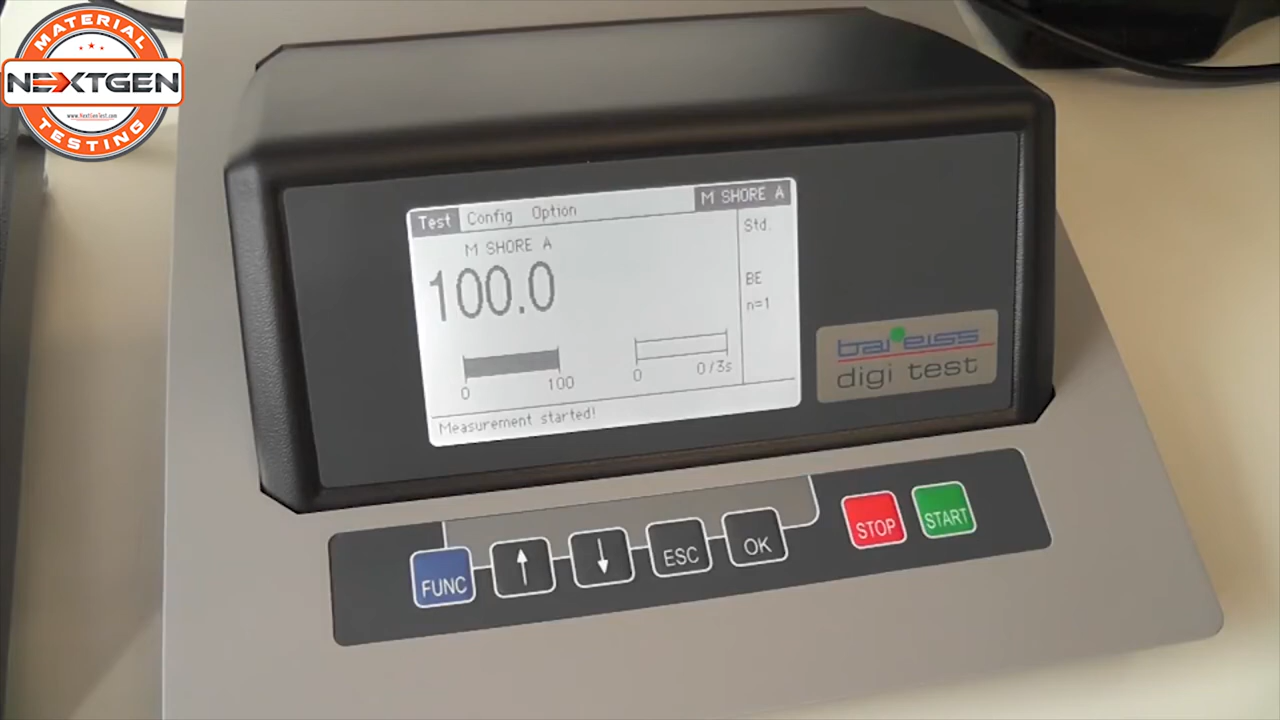 MATERIAL
NEXTGEN
www.NextGenTest.com
TESTING
Test Config Option M SHORE A
M SHORE A
100.0
Std.
BE
n=1
0 100
0 0/3s
Measurement started!
bareiss
digi test
FUNC
ESC
OK
STOP
START